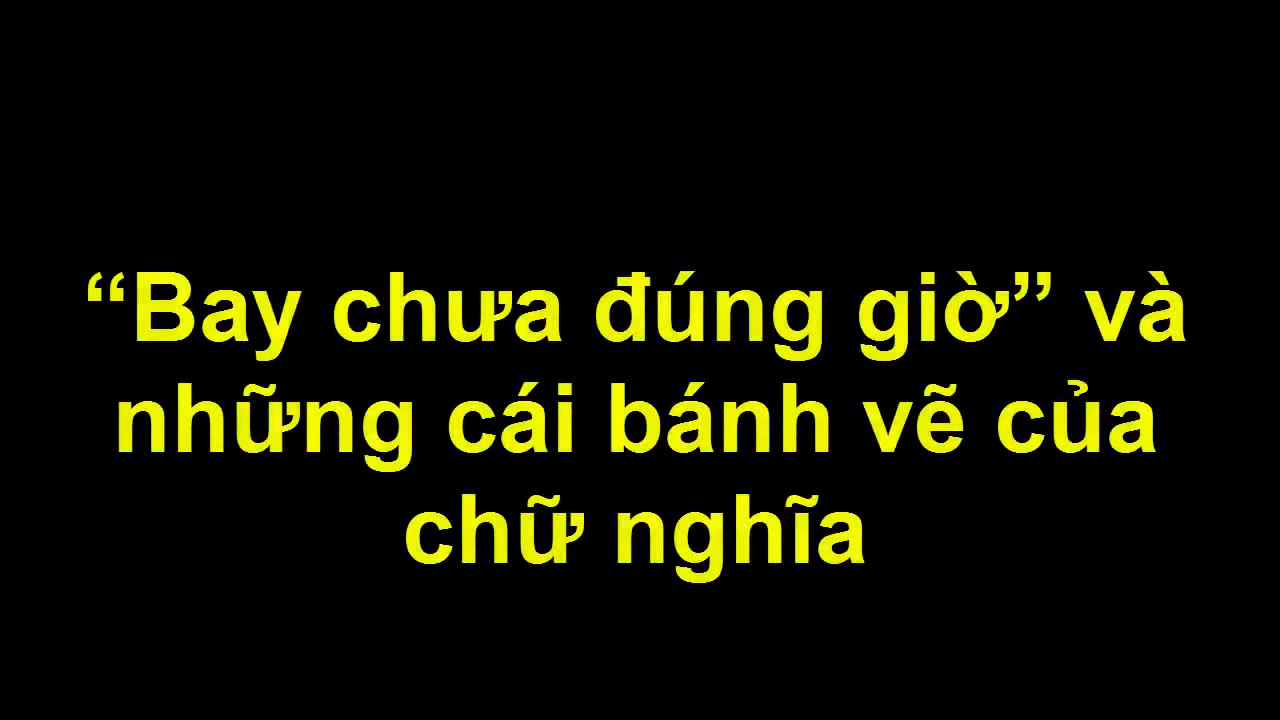 “Bay chưa đúng giờ” và
những cái bánh vẽ của
chữ nghĩa